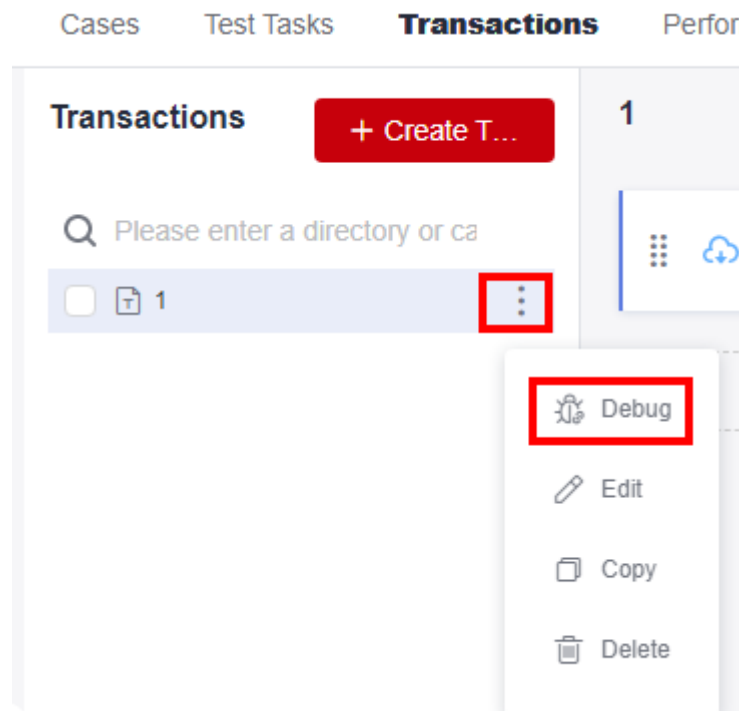 Cases Test Tasks Transactions Perfor
Transactions
+ Create T...
1
Please enter a directory or ca
1
Debug
Edit
Copy
Delete